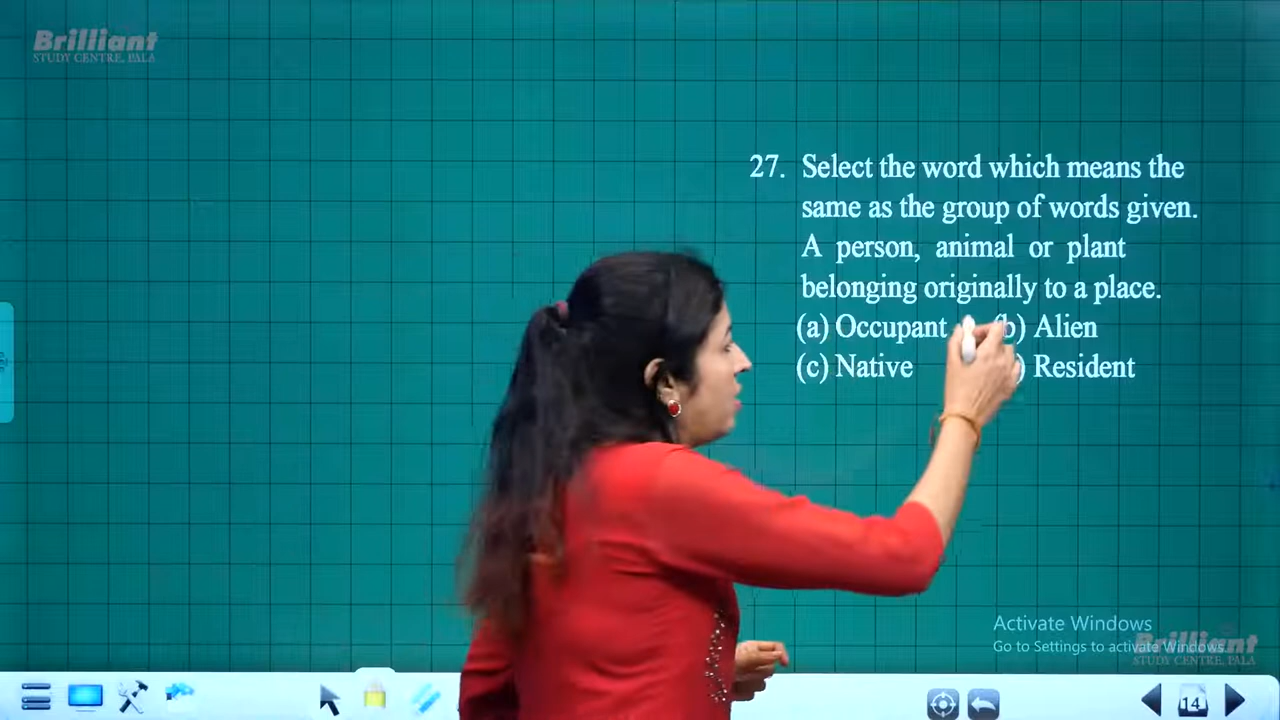 Brilliant
STUDY CENTRE, PALA
27. Select the word which means the
same as the group of words given.
A person, animal or plant
belonging originally to a place.
(a) Occupant (b) Alien
(c) Native ) Resident
Activate Windows
Go to Settings to activate Windows.
Brilliant
STUDY CENTRE, PALA
14